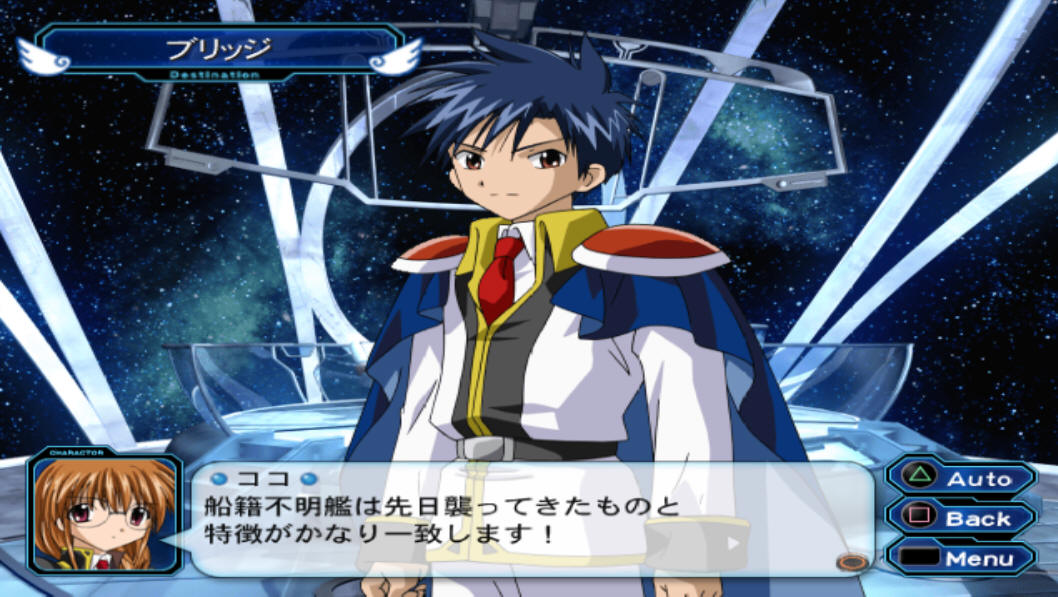 ブリッジ
Destination
CHARACTOR
ココ
船籍不明艦は先日襲ってきたものと
特徴がかなり一致します！
Auto
Back
Menu